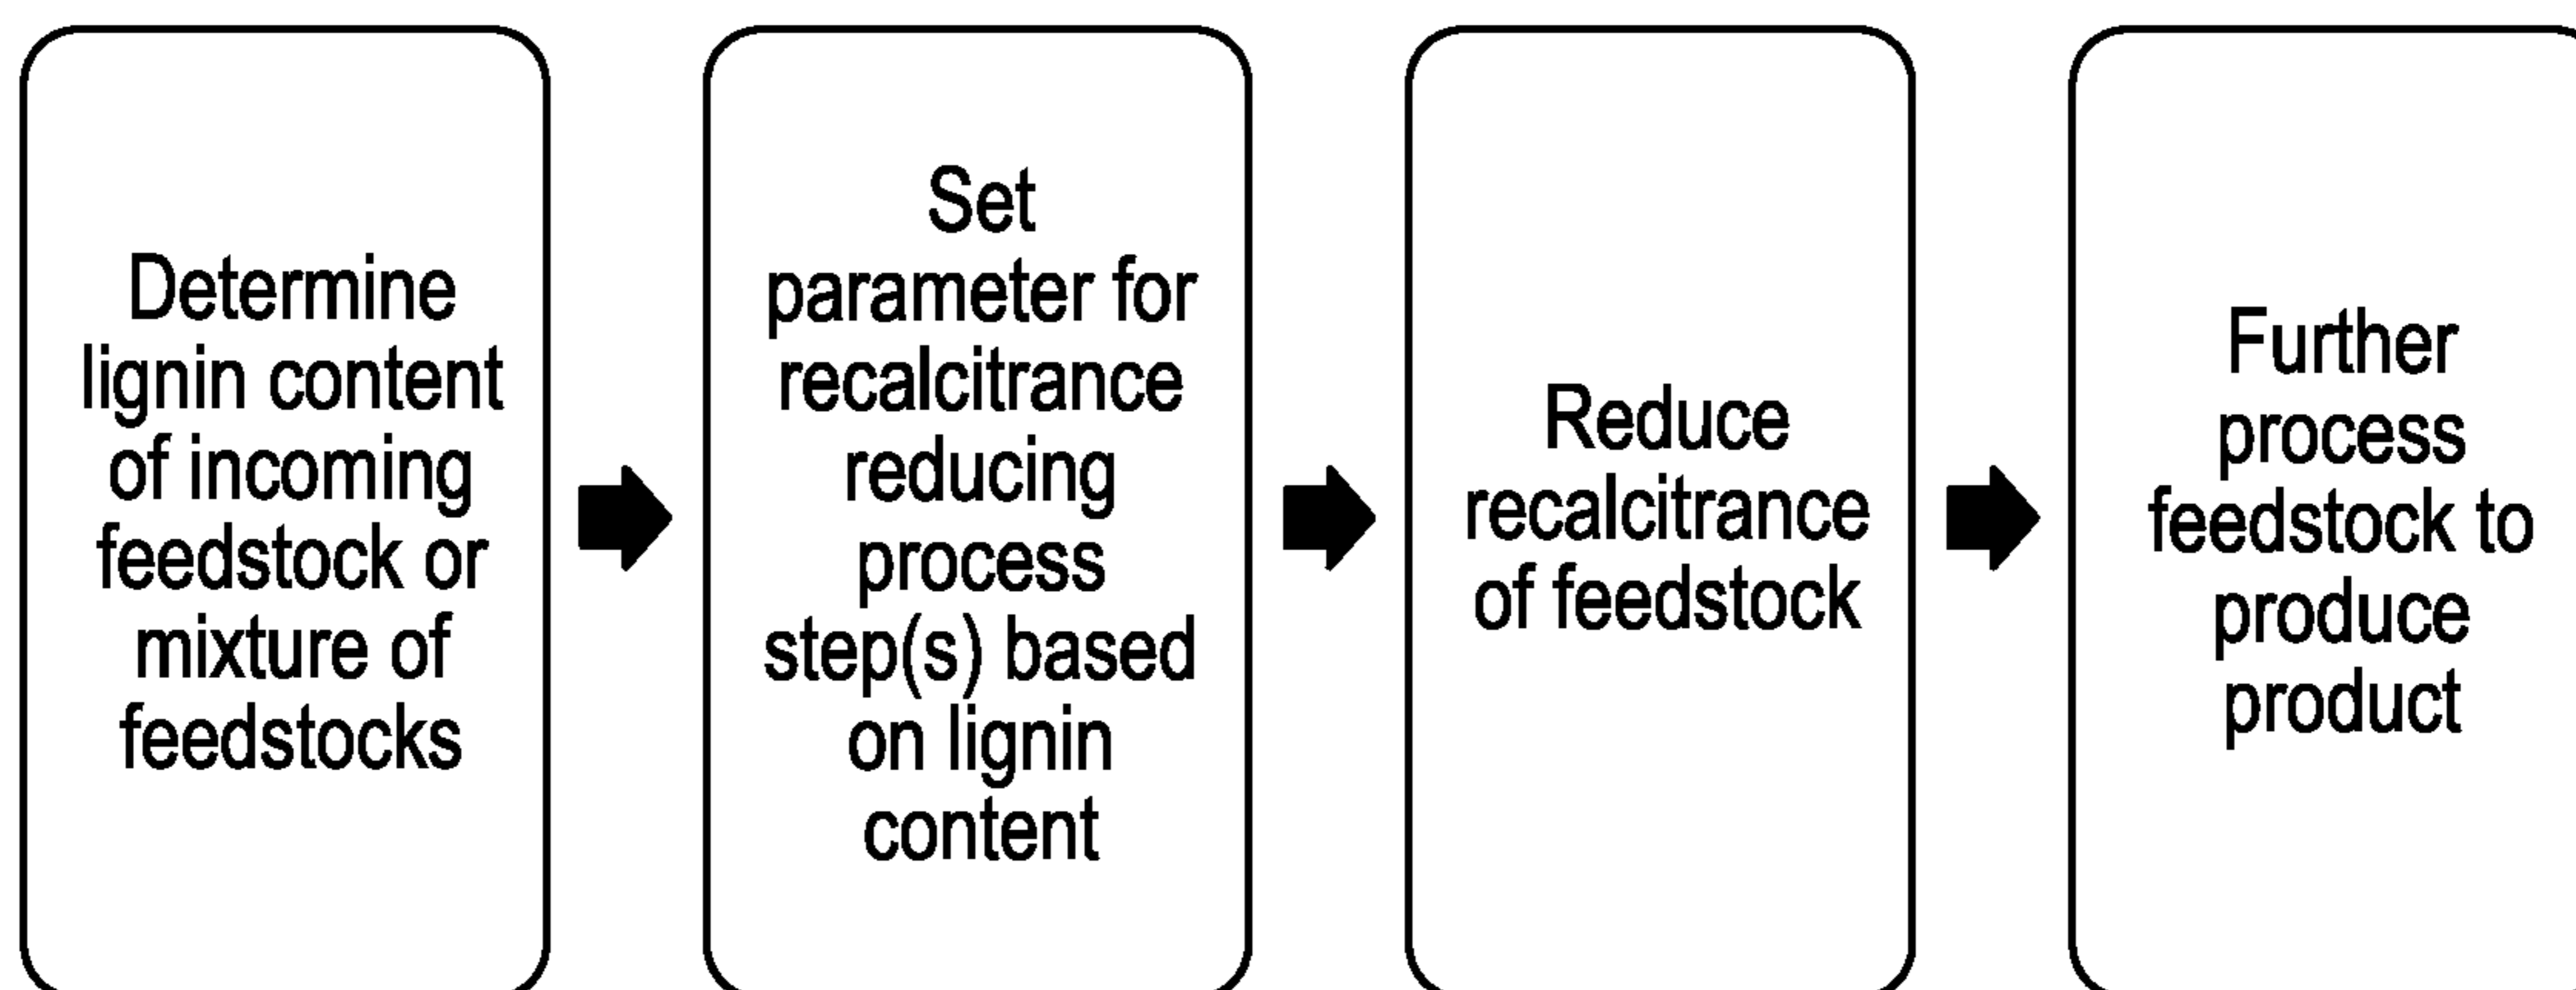 Determine
lignin content
of incoming
feedstock or
mixture of
feedstocks
Set
parameter for
recalcitrance
reducing
process
step(s) based
on lignin
content
Reduce
recalcitrance
of feedstock
Further
process
feedstock to
produce
product